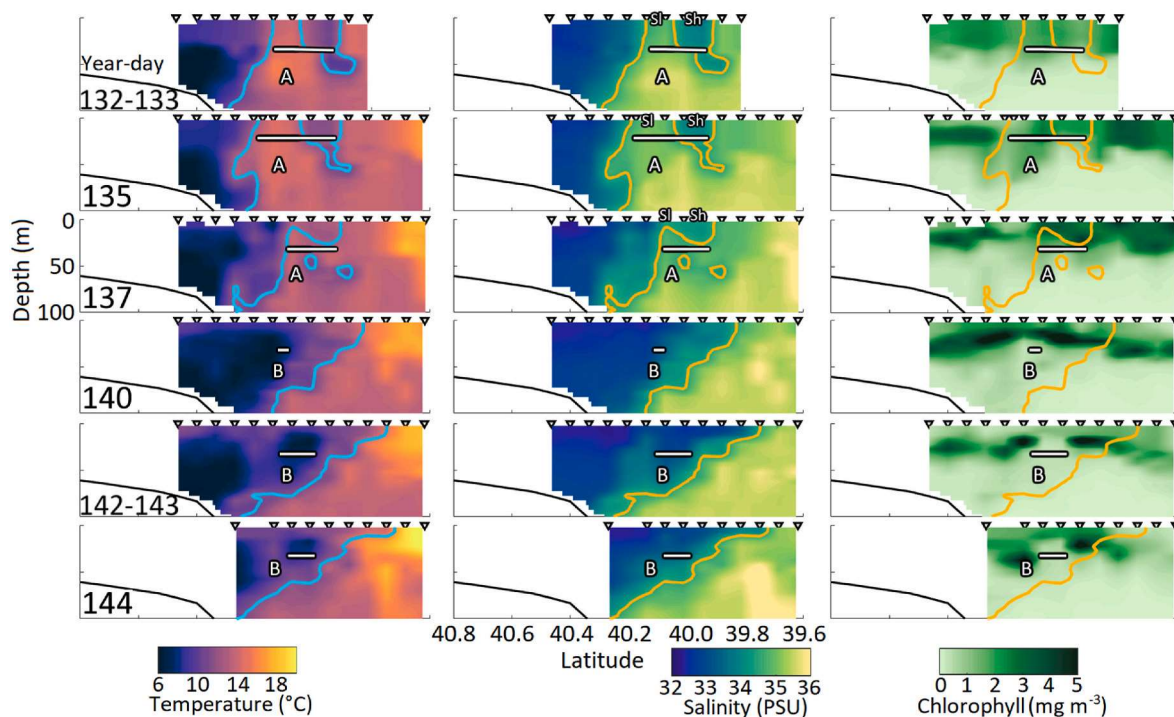 Sl Sh
Year-day
A A A
132-133
Sl Sh
A A A
135
Sl Sh
0
A A A
50
137
100
Depth (m)
B B B
140
B B B
142-143
B B B
144
40.8 40.6 40.4 40.2 40.0 39.8 39.6
Latitude
6 10 14 18
Temperature (°C)
32 33 34 35 36
Salinity (PSU)
0 1 2 3 4 5
Chlorophyll (mg m⁻³)